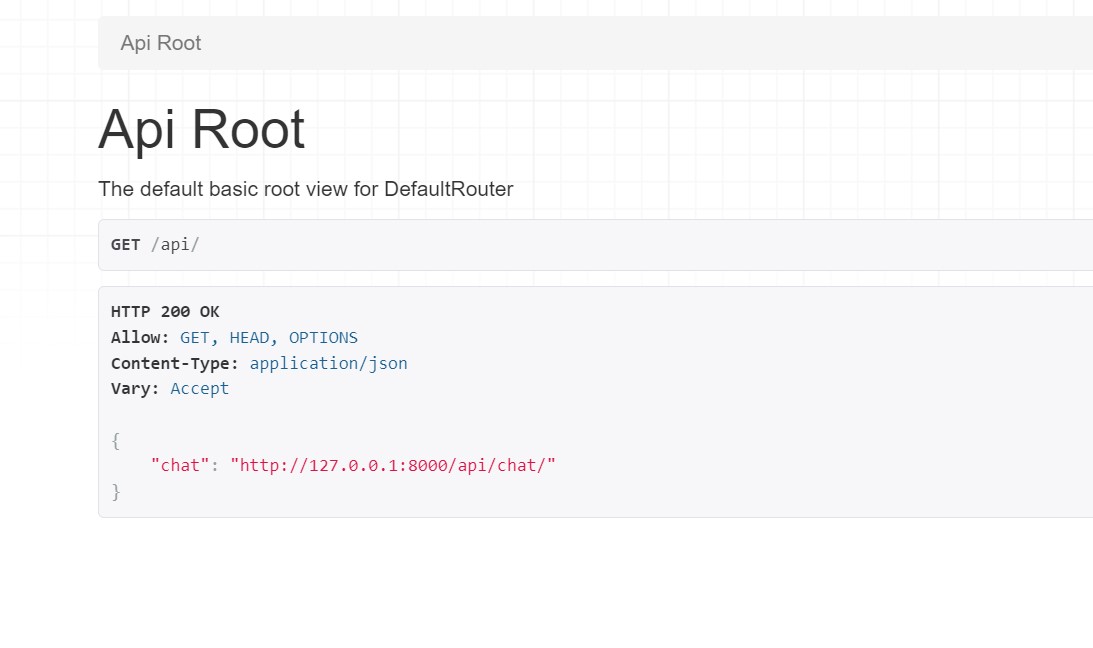 Api Root
Api Root
The default basic root view for DefaultRouter
GET /api/
HTTP 200 OK
Allow: GET, HEAD, OPTIONS
Content-Type: application/json
Vary: Accept
{
    "chat": "http://127.0.0.1:8000/api/chat/"
}